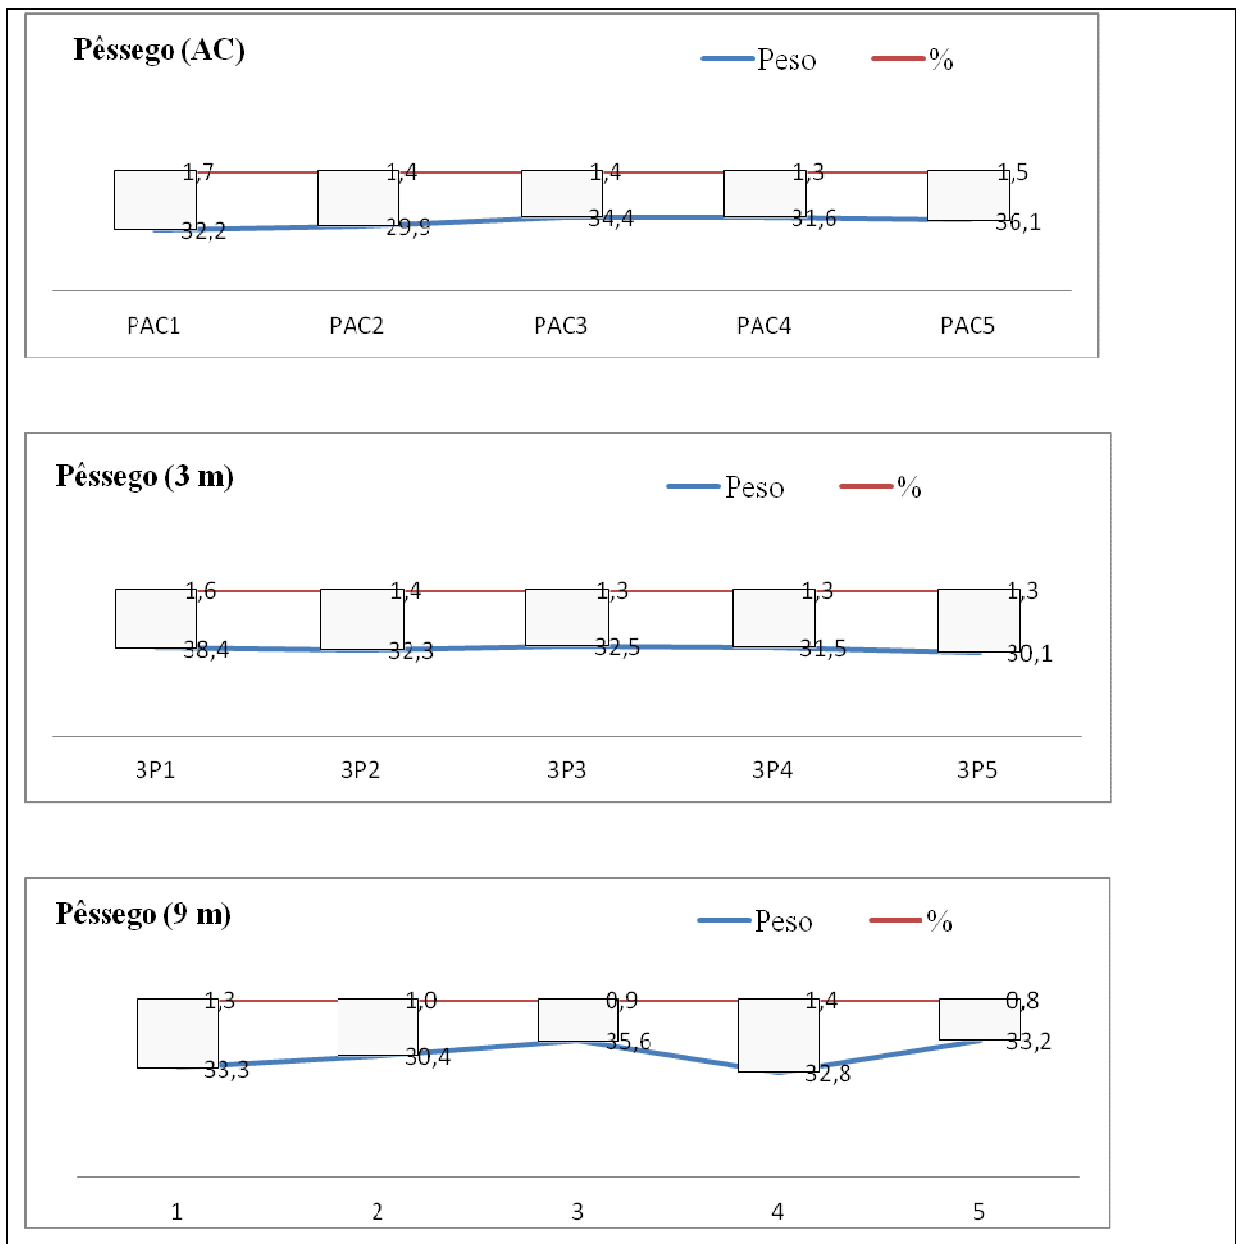 Pêssego (AC)
Peso %
1,7 1,4 1,4 1,3 1,5
32,2 29,9 34,4 31,6 36,1
PAC1 PAC2 PAC3 PAC4 PAC5
Pêssego (3 m)
Peso %
1,6 1,4 1,3 1,3 1,3
38,4 32,3 32,5 31,5 30,1
3P1 3P2 3P3 3P4 3P5
Pêssego (9 m)
Peso %
1,3 1,0 0,9 1,4 0,8
33,3 30,4 35,6 32,8 33,2
1 2 3 4 5